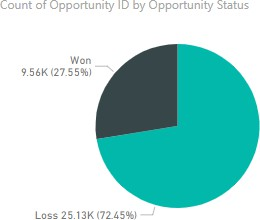 Count of Opportunity ID by Opportunity Status
Won
9.56K (27.55%)
Loss 25.13K (72.45%)